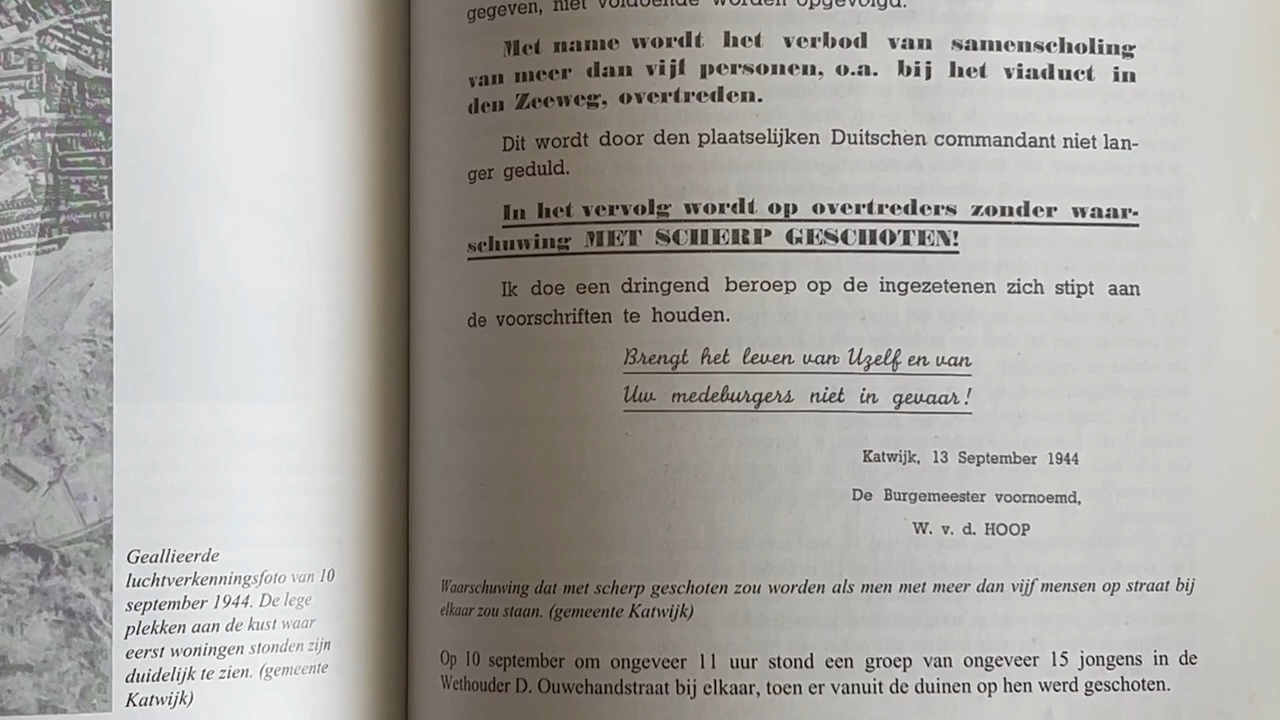 Geallieerde
luchtverkenningsfoto van 10
september 1944. De lege
plekken aan de kust waar
eerst woningen stonden zijn
duidelijk te zien. (gemeente
Katwijk)
gegeven, niet voldoende worden opgevolgd.
Met name wordt het verbod van samenscholing
van meer dan vijf personen, o.a. bij het viaduct in
den Zeeweg, overtreden.
Dit wordt door den plaatselijken Duitschen commandant niet lan-
ger geduld.
In het vervolg wordt op overtreders zonder waar-
schuwing MET SCHERP GESCHOTEN!
Ik doe een dringend beroep op de ingezetenen zich stipt aan
de voorschriften te houden.
Brengt het leven van Uzelf en van
Uw medeburgers niet in gevaar!
Katwijk, 13 September 1944
De Burgemeester voornoemd,
W. v. d. HOOP
Waarschuwing dat met scherp geschoten zou worden als men met meer dan vijf mensen op straat bij
elkaar zou staan. (gemeente Katwijk)
Op 10 september om ongeveer 11 uur stond een groep van ongeveer 15 jongens in de
Wethouder D. Ouwehandstraat bij elkaar, toen er vanuit de duinen op hen werd geschoten.